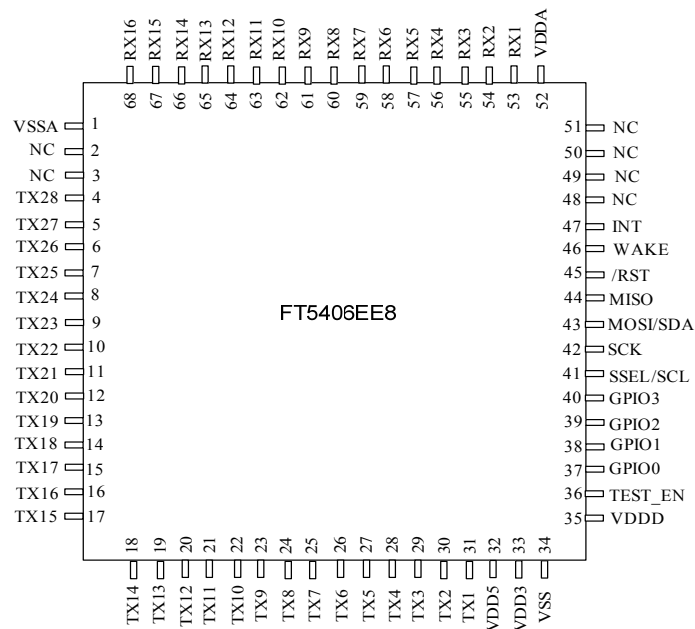 RX16 RX15 RX14 RX13 RX12 RX11 RX10 RX9 RX8 RX7 RX6 RX5 RX4 RX3 RX2 RX1 VDDA
68 67 66 65 64 63 62 61 60 59 58 57 56 55 54 53 52
VSSA 1
NC 2
NC 3
TX28 4
TX27 5
TX26 6
TX25 7
TX24 8
TX23 9
TX22 10
TX21 11
TX20 12
TX19 13
TX18 14
TX17 15
TX16 16
TX15 17
FT5406EE8
51 NC
50 NC
49 NC
48 NC
47 INT
46 WAKE
45 /RST
44 MISO
43 MOSI/SDA
42 SCK
41 SSEL/SCL
40 GPIO3
39 GPIO2
38 GPIO1
37 GPIO0
36 TEST_EN
35 VDDD
18 19 20 21 22 23 24 25 26 27 28 29 30 31 32 33 34
TX14 TX13 TX12 TX11 TX10 TX9 TX8 TX7 TX6 TX5 TX4 TX3 TX2 TX1 VDD5 VDD3 VSS